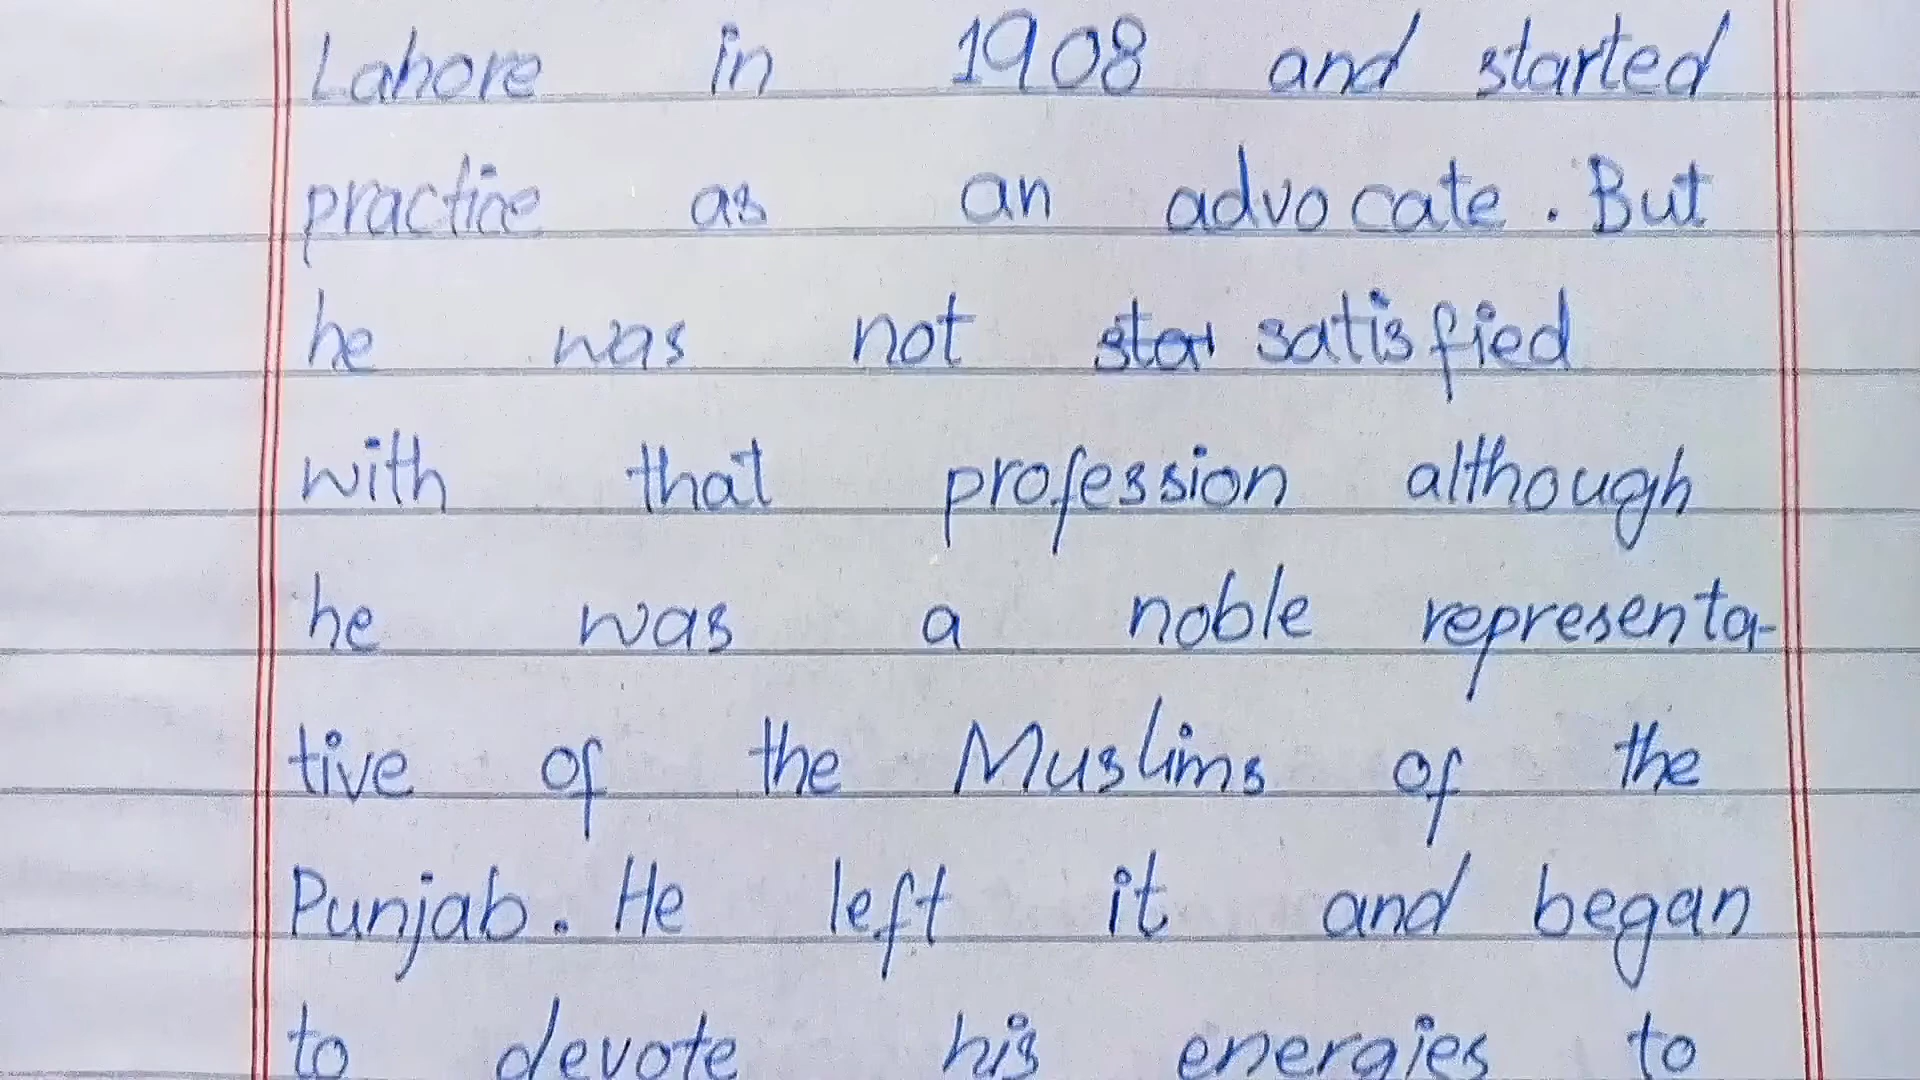 Lahore in 1908 and started
practice as an advocate. But
he was not star satisfied
with that profession although
he was a noble representa-
tive of the Muslims of the
Punjab. He left it and began
to devote his energies to